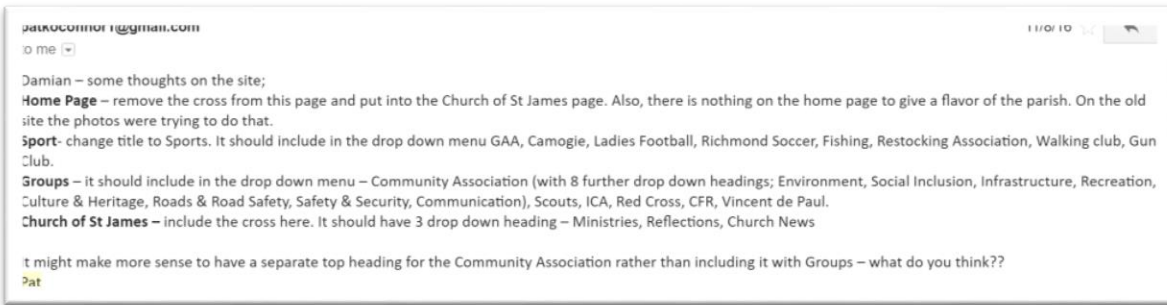 patkoconnor1@gmail.com 11/8/16
to me
Damian – some thoughts on the site;
Home Page – remove the cross from this page and put into the Church of St James page. Also, there is nothing on the home page to give a flavor of the parish. On the old
site the photos were trying to do that.
Sport- change title to Sports. It should include in the drop down menu GAA, Camogie, Ladies Football, Richmond Soccer, Fishing, Restocking Association, Walking club, Gun
Club.
Groups – it should include in the drop down menu – Community Association (with 8 further drop down headings; Environment, Social Inclusion, Infrastructure, Recreation,
Culture & Heritage, Roads & Road Safety, Safety & Security, Communication), Scouts, ICA, Red Cross, CFR, Vincent de Paul.
Church of St James – include the cross here. It should have 3 drop down heading – Ministries, Reflections, Church News
It might make more sense to have a separate top heading for the Community Association rather than including it with Groups – what do you think??
Pat